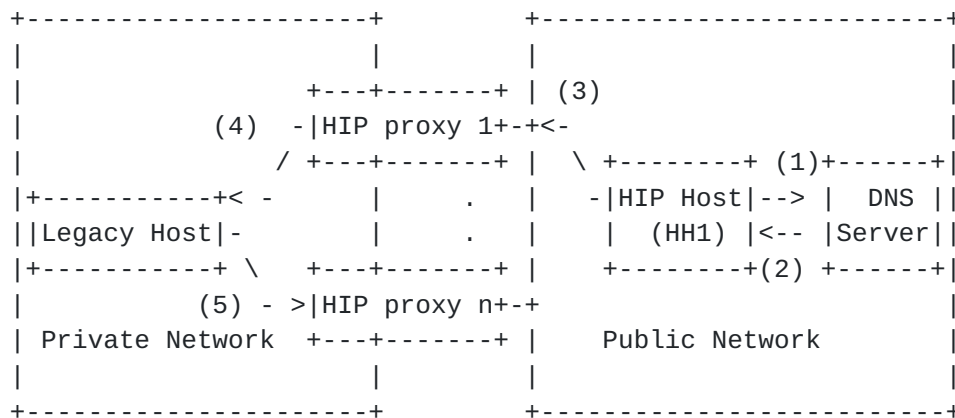 +---------------------+        +-------------------------+
|                     |        |                         |
|                  +---+-------+ | (3)                     |
|            (4)  -|HIP proxy 1+-+<-                       |
|                / +---+-------+ |  \ +--------+ (1)+------+|
|+-----------+< -      |     .   |   -|HIP Host|--> |  DNS ||
||Legacy Host|-        |     .   |    |  (HH1) |<-- |Server||
|+-----------+ \   +---+-------+ |    +--------+(2) +------+|
|           (5) - >|HIP proxy n+-+                         |
| Private Network  +---+-------+ |    Public Network        |
|                     |        |                         |
+---------------------+        +-------------------------+